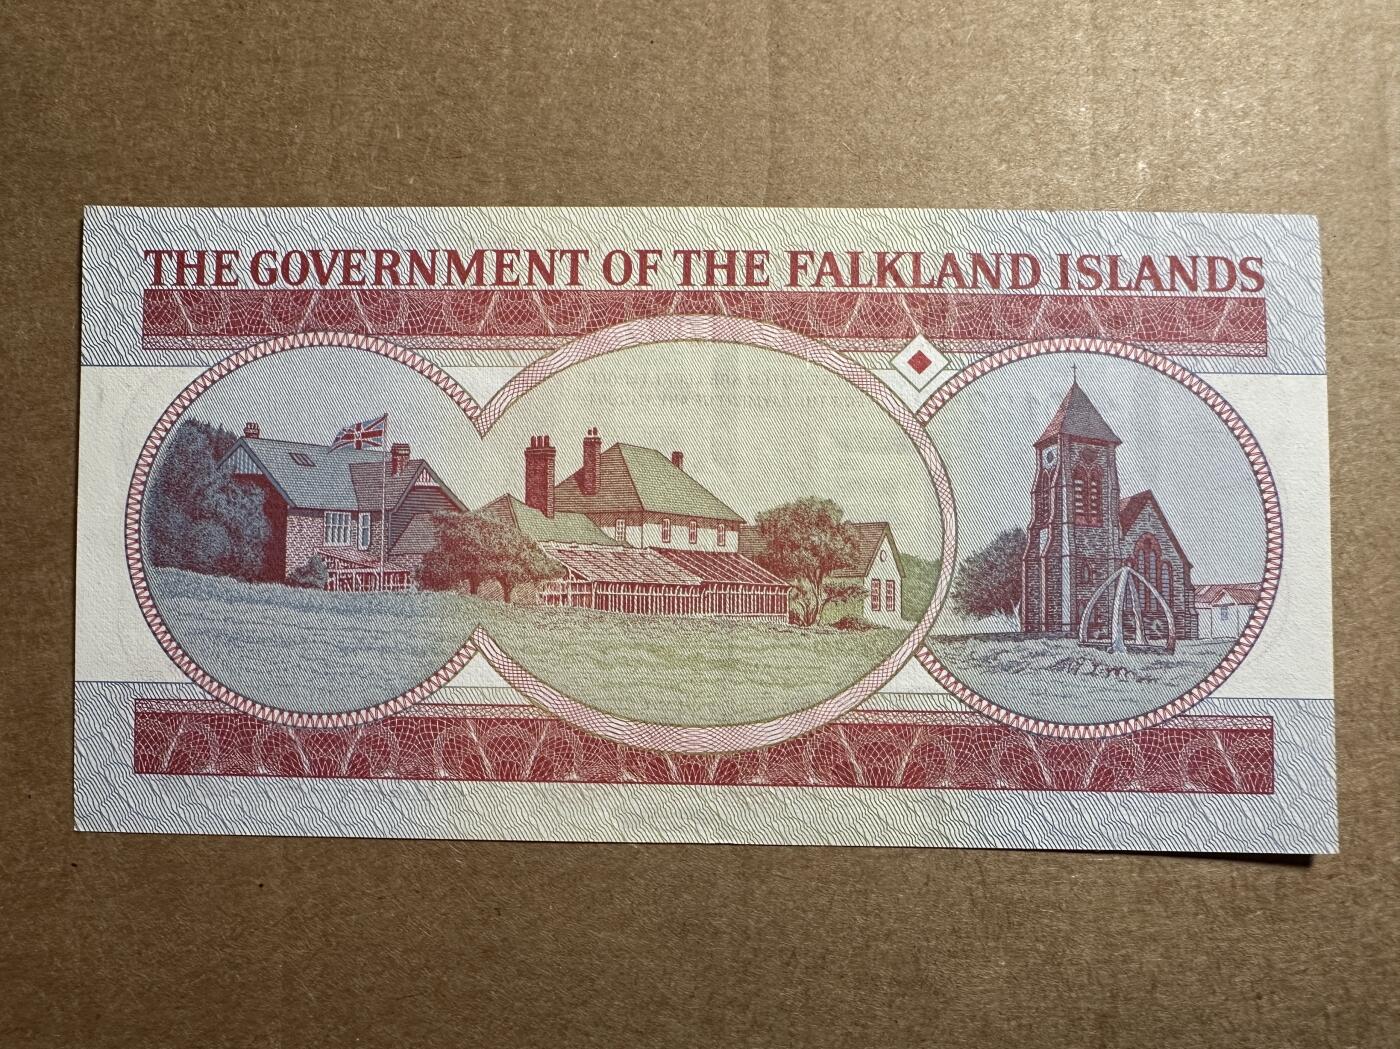 THE GOVERNMENT OF THE FALKLAND ISLANDS